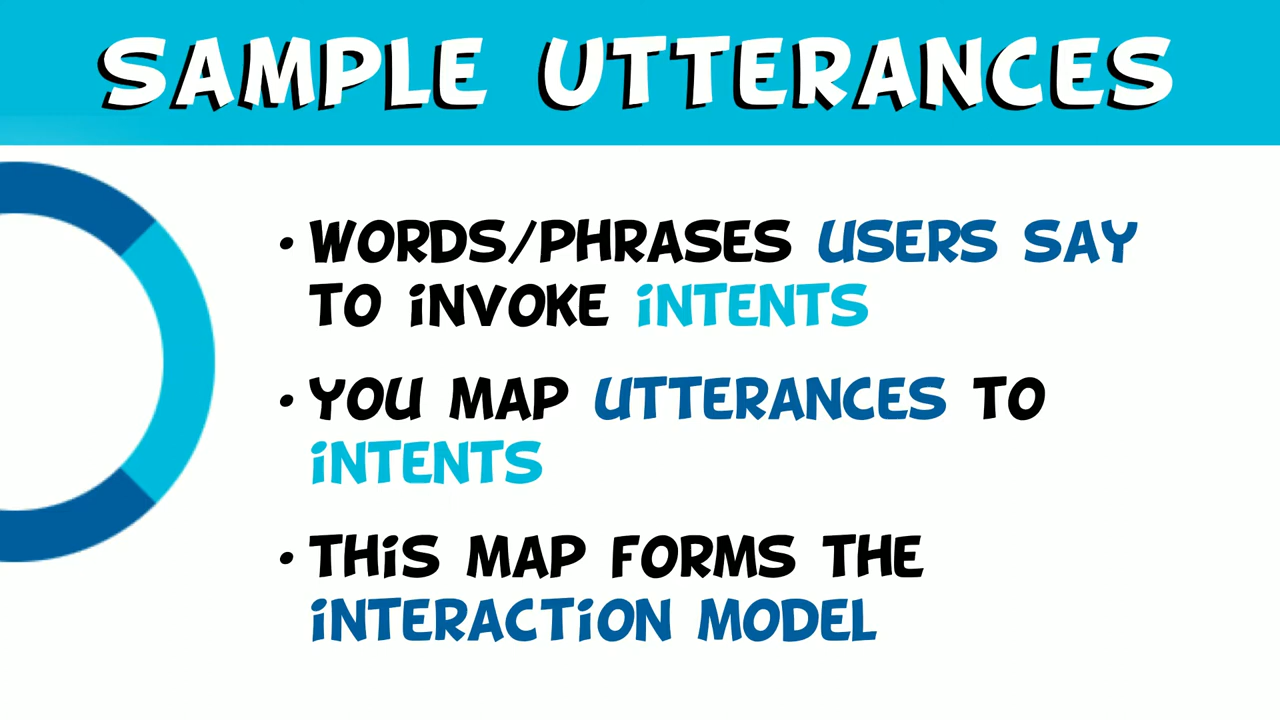 SAMPLE UTTERANCES
• WORDS/PHRASES USERS SAY
TO iNVOKE iNTENTS
• YOU MAP UTTERANCES TO
iNTENTS
• THiS MAP FORMS THE
iNTERACTiON MODEL